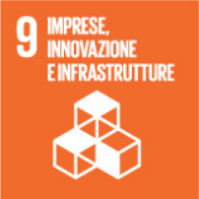 9 IMPRESE,
INNOVAZIONE
E INFRASTRUTTURE